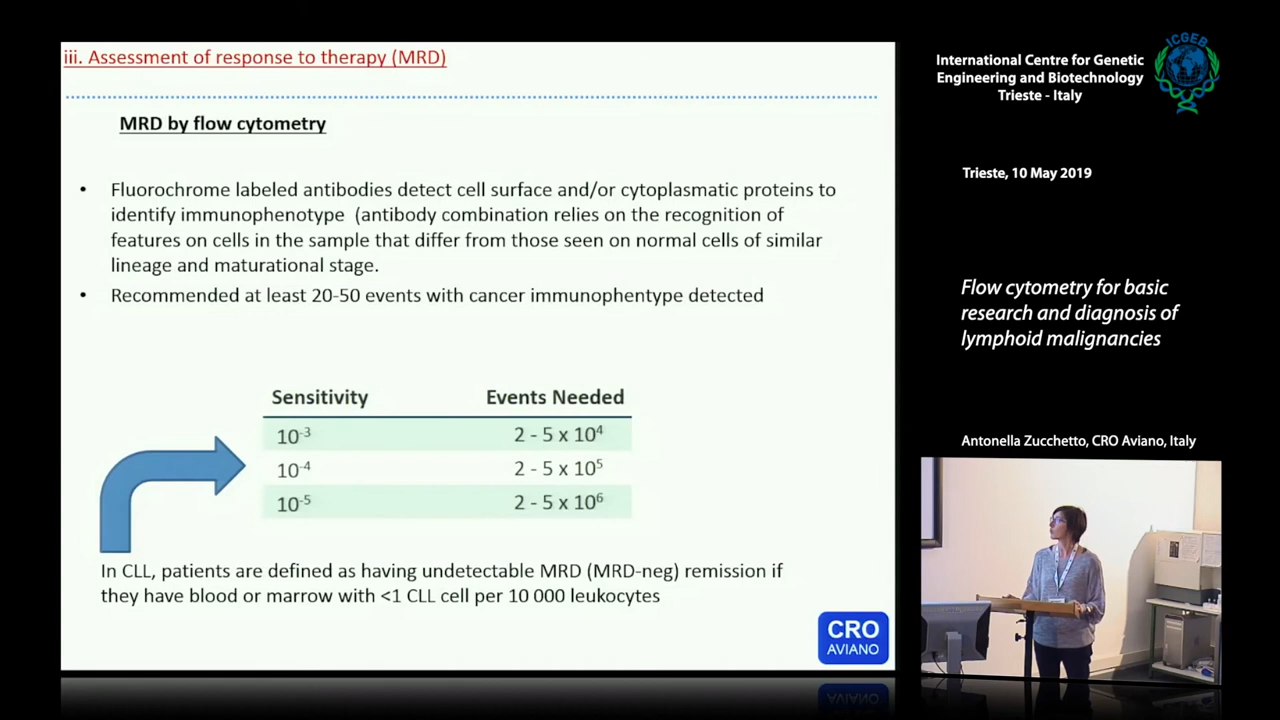 iii. Assessment of response to therapy (MRD)
MRD by flow cytometry
• Fluorochrome labeled antibodies detect cell surface and/or cytoplasmatic proteins to
identify immunophenotype (antibody combination relies on the recognition of
features on cells in the sample that differ from those seen on normal cells of similar
lineage and maturational stage.
• Recommended at least 20-50 events with cancer immunophentype detected
Sensitivity Events Needed
10⁻³ 2 - 5 x 10⁴
10⁻⁴ 2 - 5 x 10⁵
10⁻⁵ 2 - 5 x 10⁶
In CLL, patients are defined as having undetectable MRD (MRD-neg) remission if
they have blood or marrow with <1 CLL cell per 10 000 leukocytes
CRO
AVIANO
International Centre for Genetic
Engineering and Biotechnology
Trieste - Italy
ICGEB
Trieste, 10 May 2019
Flow cytometry for basic
research and diagnosis of
lymphoid malignancies
Antonella Zucchetto, CRO Aviano, Italy